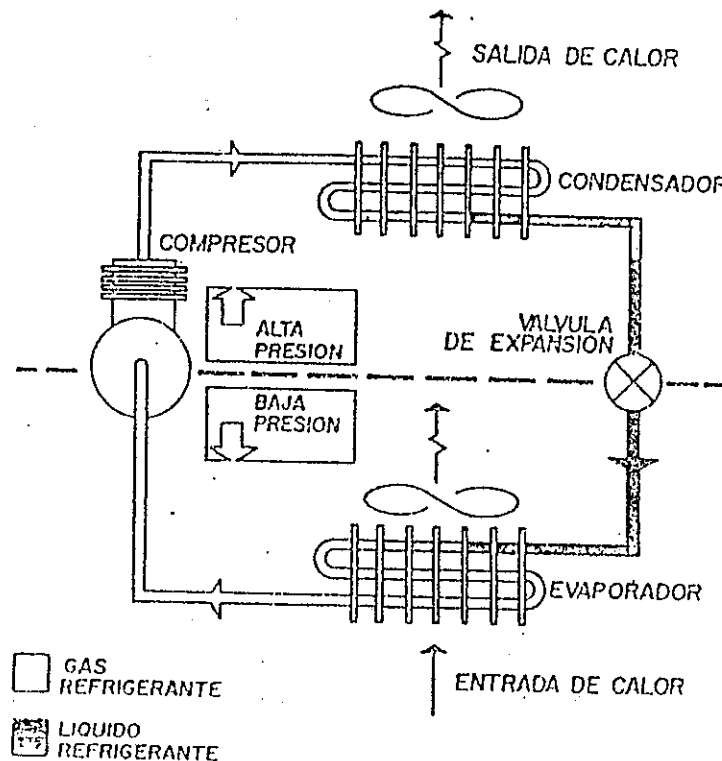 SALIDA DE CALOR
CONDENSADOR
COMPRESOR
ALTA
PRESION
VALVULA
DE EXPANSION
BAJA
PRESION
EVAPORADOR
ENTRADA DE CALOR
GAS
REFRIGERANTE
LIQUIDO
REFRIGERANTE